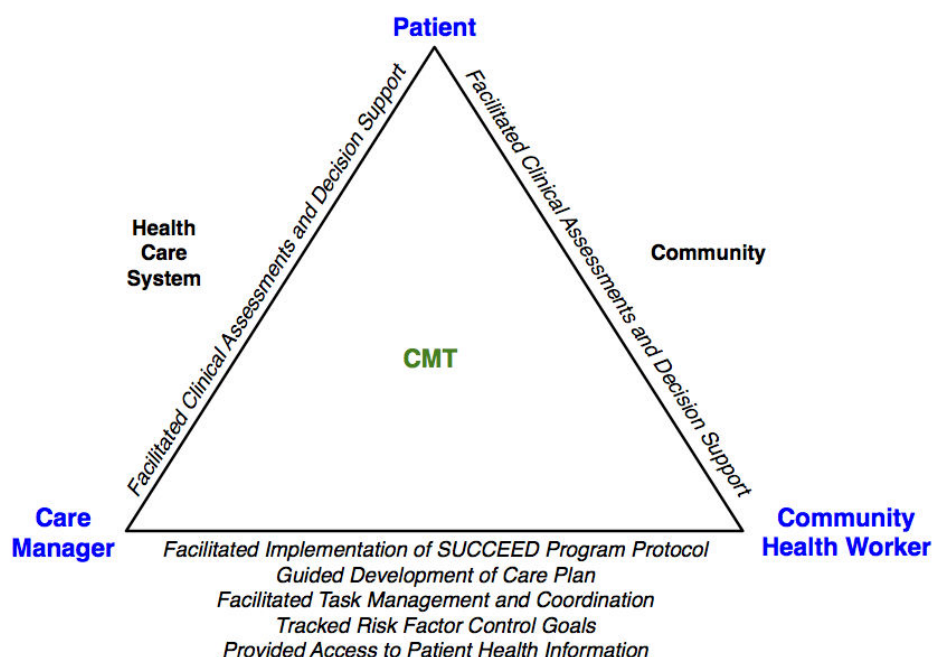 Patient
Facilitated Clinical Assessments and Decision Support
Facilitated Clinical Assessments and Decision Support
Health
Care
System
Community
CMT
Care
Manager
Community
Health Worker
Facilitated Implementation of SUCCEED Program Protocol
Guided Development of Care Plan
Facilitated Task Management and Coordination
Tracked Risk Factor Control Goals
Provided Access to Patient Health Information